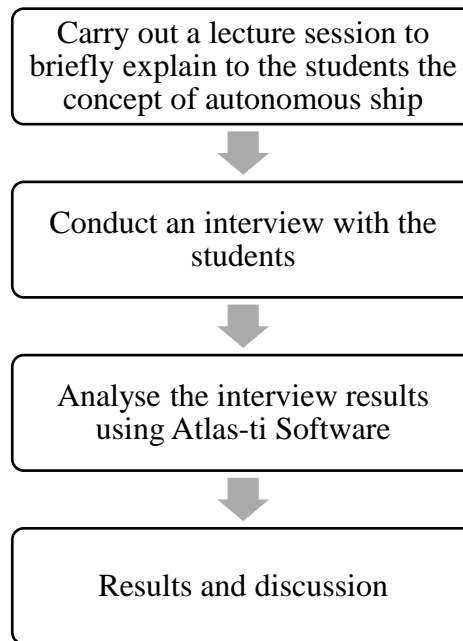 Carry out a lecture session to
briefly explain to the students the
concept of autonomous ship
Conduct an interview with the
students
Analyse the interview results
using Atlas-ti Software
Results and discussion